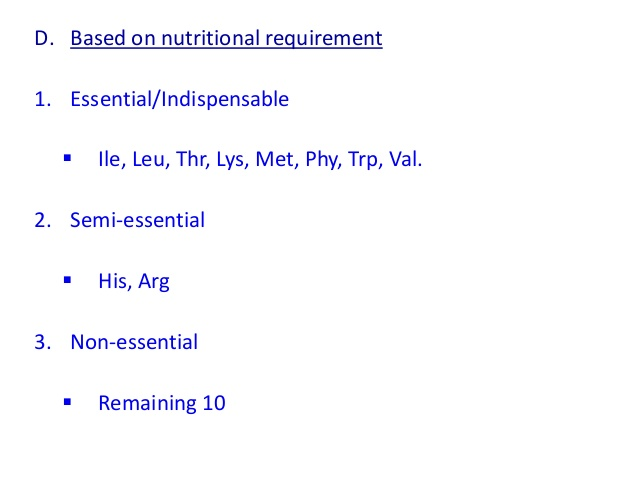 D. Based on nutritional requirement
1. Essential/Indispensable
▪ Ile, Leu, Thr, Lys, Met, Phy, Trp, Val.
2. Semi-essential
▪ His, Arg
3. Non-essential
▪ Remaining 10